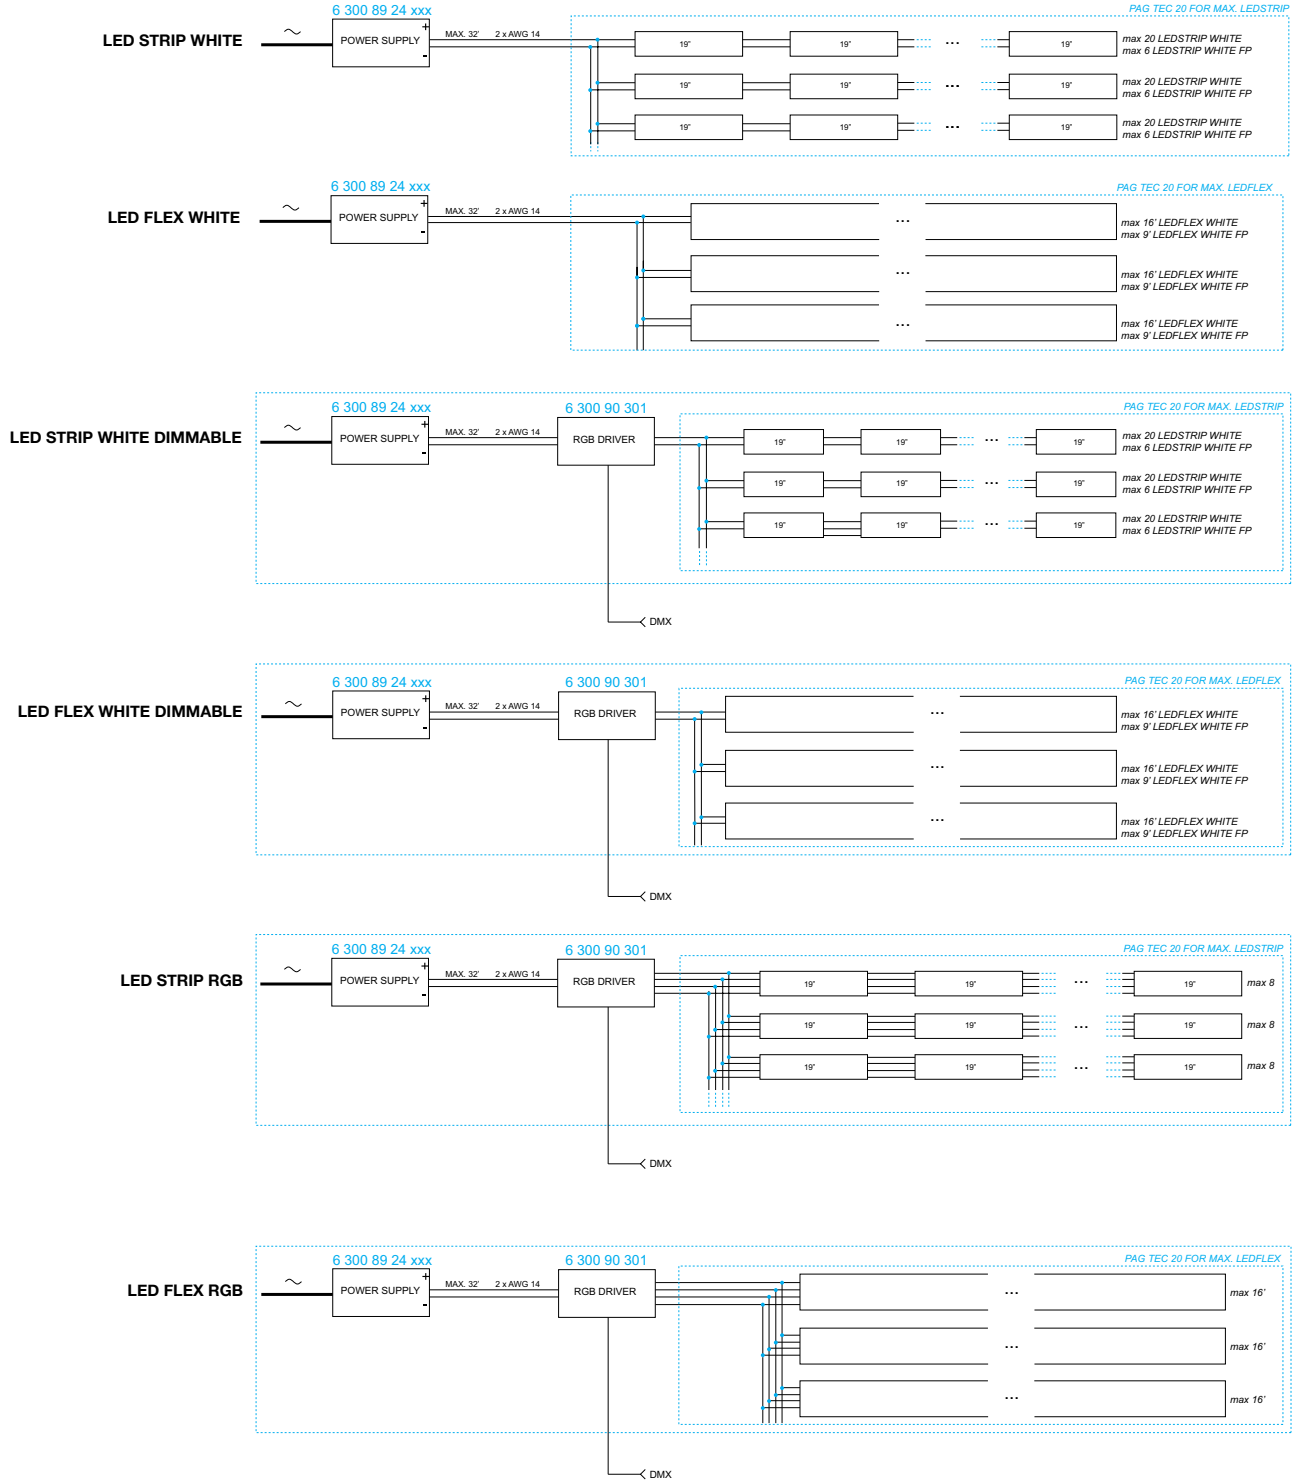 PAG TEC 20 FOR MAX. LEDSTRIP
6 300 89 24 xxx
LED STRIP WHITE
POWER SUPPLY
+
-
MAX. 32' 2 x AWG 14
19" 19" ... 19"
max 20 LEDSTRIP WHITE
max 6 LEDSTRIP WHITE FP
19" 19" ... 19"
max 20 LEDSTRIP WHITE
max 6 LEDSTRIP WHITE FP
19" 19" ... 19"
max 20 LEDSTRIP WHITE
max 6 LEDSTRIP WHITE FP
6 300 89 24 xxx
PAG TEC 20 FOR MAX. LEDFLEX
LED FLEX WHITE
POWER SUPPLY
+
-
MAX. 32' 2 x AWG 14
...
max 16' LEDFLEX WHITE
max 9' LEDFLEX WHITE FP
...
max 16' LEDFLEX WHITE
max 9' LEDFLEX WHITE FP
...
max 16' LEDFLEX WHITE
max 9' LEDFLEX WHITE FP
6 300 89 24 xxx
6 300 90 301
PAG TEC 20 FOR MAX. LEDSTRIP
LED STRIP WHITE DIMMABLE
POWER SUPPLY
+
-
MAX. 32' 2 x AWG 14
RGB DRIVER
19" 19" ... 19"
max 20 LEDSTRIP WHITE
max 6 LEDSTRIP WHITE FP
19" 19" ... 19"
max 20 LEDSTRIP WHITE
max 6 LEDSTRIP WHITE FP
19" 19" ... 19"
max 20 LEDSTRIP WHITE
max 6 LEDSTRIP WHITE FP
DMX
6 300 89 24 xxx
6 300 90 301
PAG TEC 20 FOR MAX. LEDFLEX
LED FLEX WHITE DIMMABLE
POWER SUPPLY
+
-
MAX. 32' 2 x AWG 14
RGB DRIVER
...
max 16' LEDFLEX WHITE
max 9' LEDFLEX WHITE FP
...
max 16' LEDFLEX WHITE
max 9' LEDFLEX WHITE FP
...
max 16' LEDFLEX WHITE
max 9' LEDFLEX WHITE FP
DMX
6 300 89 24 xxx
6 300 90 301
PAG TEC 20 FOR MAX. LEDSTRIP
LED STRIP RGB
POWER SUPPLY
+
-
MAX. 32' 2 x AWG 14
RGB DRIVER
19" 19" ... 19" max 8
19" 19" ... 19" max 8
19" 19" ... 19" max 8
DMX
6 300 89 24 xxx
6 300 90 301
PAG TEC 20 FOR MAX. LEDFLEX
LED FLEX RGB
POWER SUPPLY
+
-
MAX. 32' 2 x AWG 14
RGB DRIVER
... max 16'
... max 16'
... max 16'
DMX